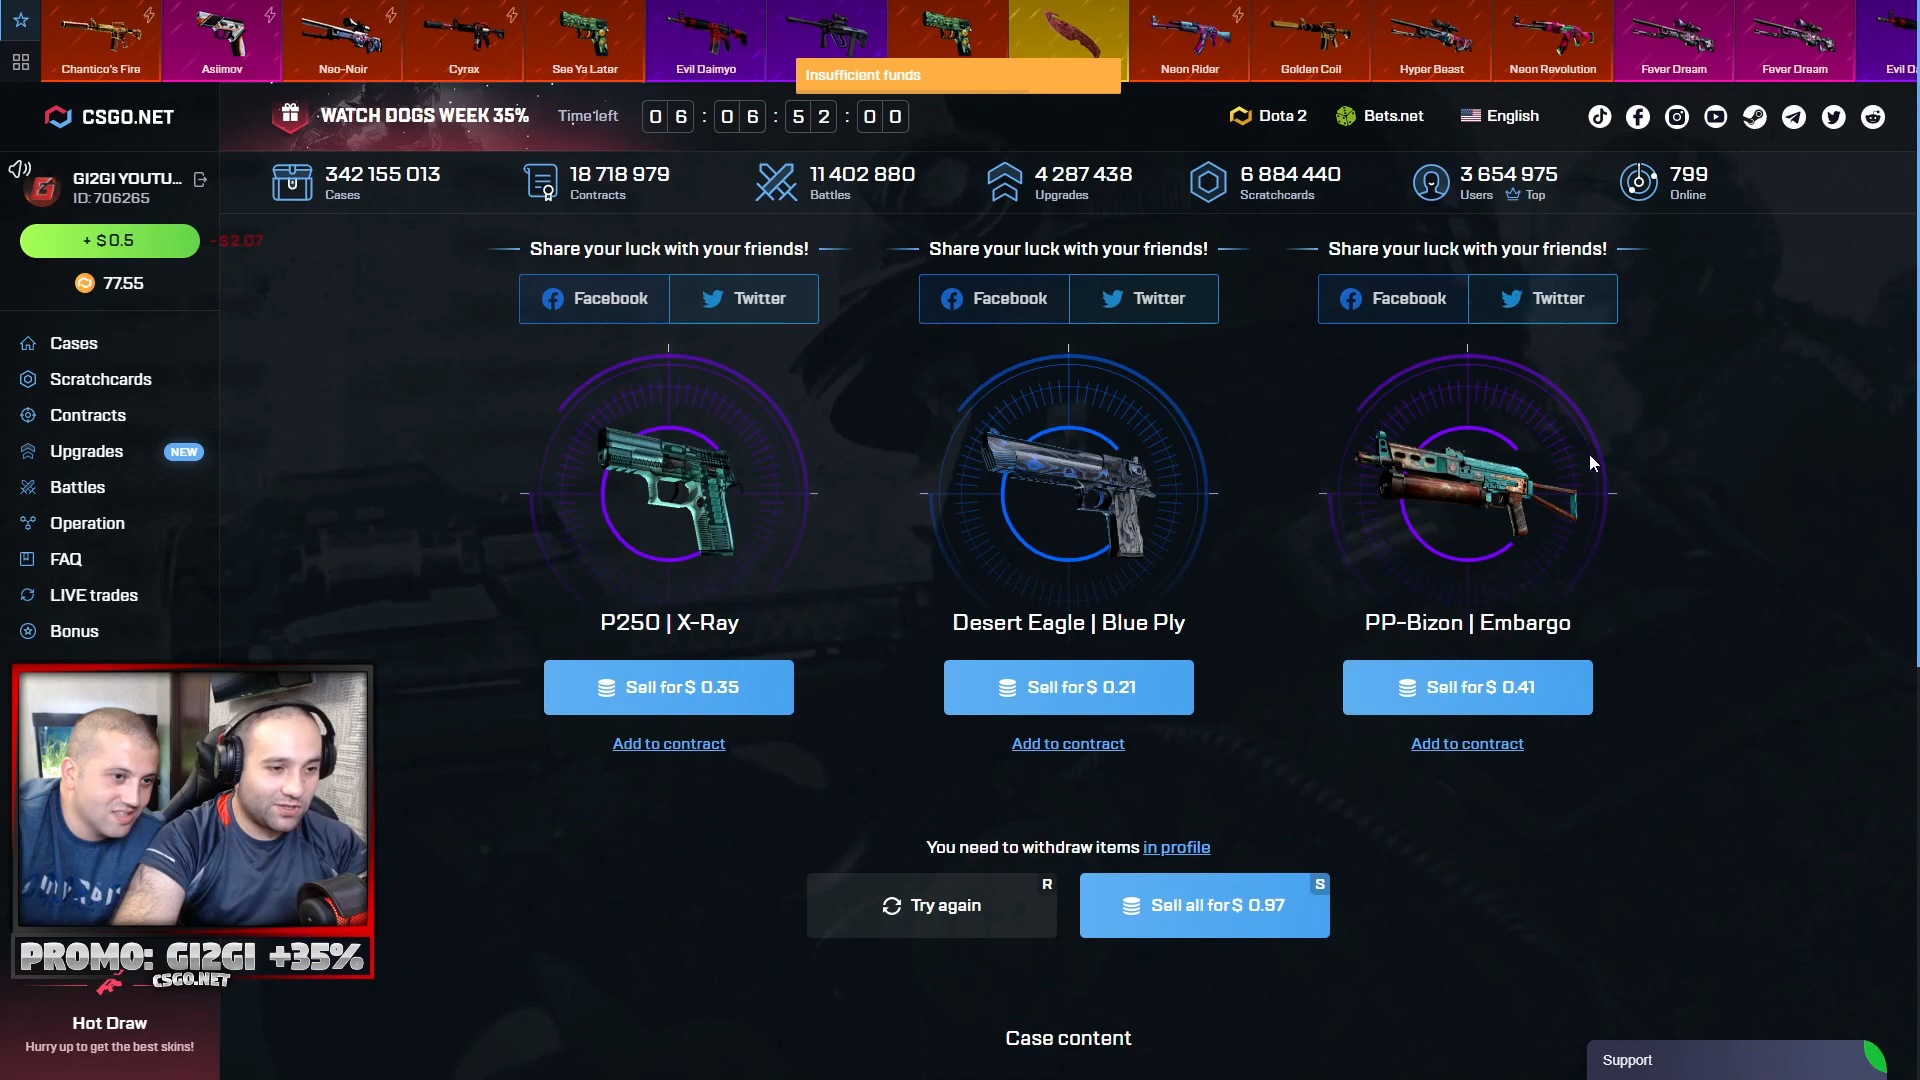 Chantico's Fire
Asiimov
Neo-Noir
Cyrex
See Ya Later
Evil Daimyo
Neon Rider
Golden Coil
Hyper Beast
Neon Revolution
Fever Dream
Fever Dream
Evil D
Insufficient funds
CSGO.NET
WATCH DOGS WEEK 35%
Time left
06 : 06 : 52 : 00
Dota 2
Bets.net
English
GI2GI YOUTU...
ID: 706265
342 155 013
Cases
18 718 979
Contracts
11 402 880
Battles
4 287 438
Upgrades
6 884 440
Scratchcards
3 654 975
Users Top
799
Online
+ $ 0.5
- $ 2.07
77.55
Cases
Scratchcards
Contracts
Upgrades NEW
Battles
Operation
FAQ
LIVE trades
Bonus
Share your luck with your friends!
Facebook Twitter
Share your luck with your friends!
Facebook Twitter
Share your luck with your friends!
Facebook Twitter
P250 | X-Ray
Sell for $ 0.35
Add to contract
Desert Eagle | Blue Ply
Sell for $ 0.21
Add to contract
PP-Bizon | Embargo
Sell for $ 0.41
Add to contract
You need to withdraw items in profile
Try again R
Sell all for $ 0.97 S
PROMO: GI2GI +35%
CSGO.NET
Hot Draw
Hurry up to get the best skins!
Case content
Support